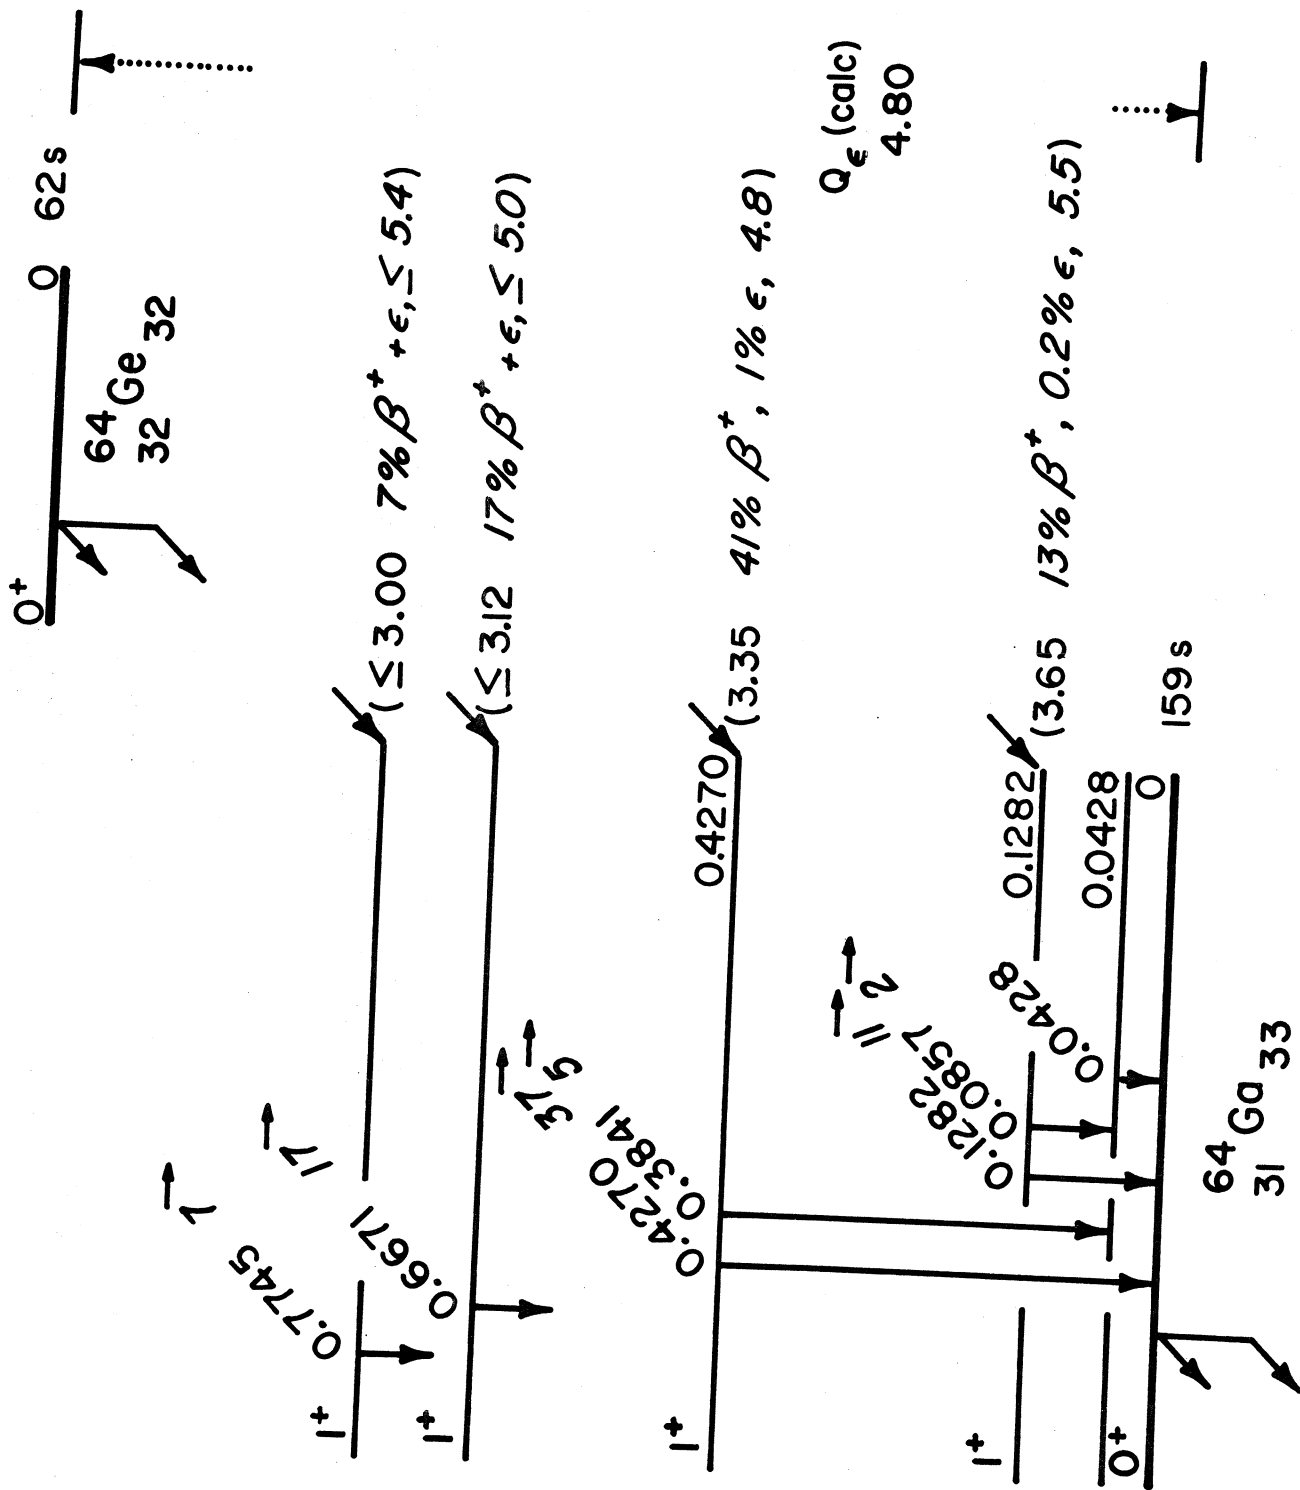 0+ 0 62s
64 Ge 32
32
Qϵ (calc)
4.80
7
0.7745
1+
(≤ 3.00 7% β+ + ϵ, ≤ 5.4)
17
0.6671
1+
(≤ 3.12 17% β+ + ϵ, ≤ 5.0)
37
5
0.4270
0.3841
1+
0.4270
(3.35 41% β+, 1% ϵ, 4.8)
11
2
0.1282
0.0857
1+
0.1282
(3.65 13% β+, 0.2% ϵ, 5.5)
0.0428
0.0428
0+ 0 159s
64 Ga 33
31